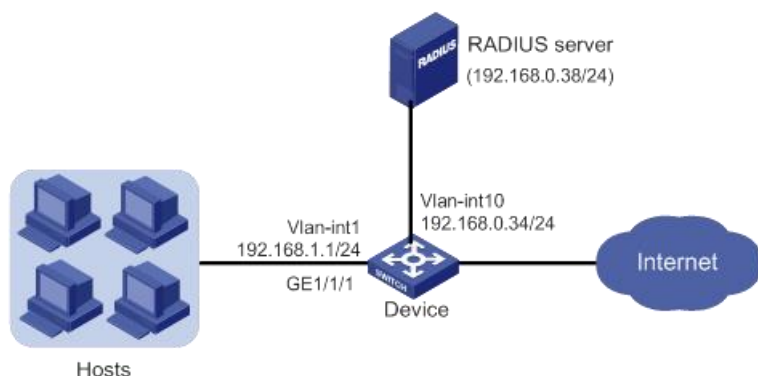 RADIUS
RADIUS server
(192.168.0.38/24)
Vlan-int10
192.168.0.34/24
Vlan-int1
192.168.1.1/24
GE1/1/1
SWITCH
Device
Internet
Hosts